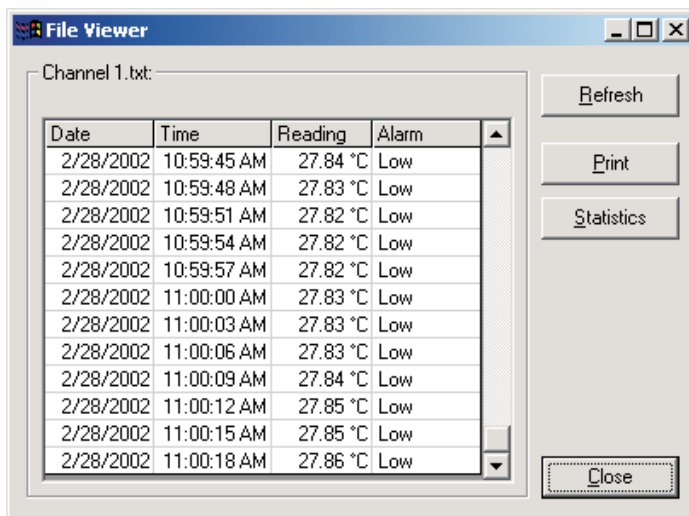 File Viewer
Channel 1.txt:
Refresh
Print
Statistics
Date Time Reading Alarm
2/28/2002 10:59:45 AM 27.84 °C Low
2/28/2002 10:59:48 AM 27.83 °C Low
2/28/2002 10:59:51 AM 27.82 °C Low
2/28/2002 10:59:54 AM 27.82 °C Low
2/28/2002 10:59:57 AM 27.82 °C Low
2/28/2002 11:00:00 AM 27.83 °C Low
2/28/2002 11:00:03 AM 27.83 °C Low
2/28/2002 11:00:06 AM 27.83 °C Low
2/28/2002 11:00:09 AM 27.84 °C Low
2/28/2002 11:00:12 AM 27.85 °C Low
2/28/2002 11:00:15 AM 27.85 °C Low
2/28/2002 11:00:18 AM 27.86 °C Low
Close